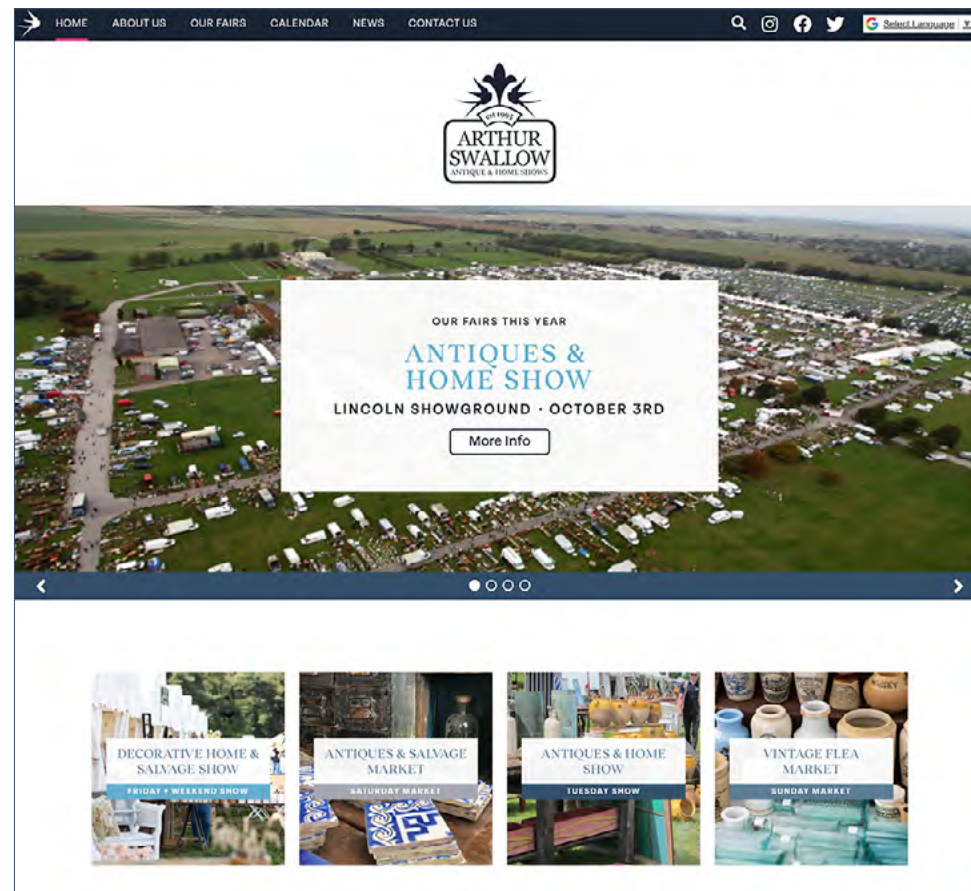 HOME ABOUT US OUR FAIRS CALENDAR NEWS CONTACT US Select Language
est 1995
ARTHUR
SWALLOW
ANTIQUE & HOME SHOWS
OUR FAIRS THIS YEAR
ANTIQUES &
HOME SHOW
LINCOLN SHOWGROUND · OCTOBER 3RD
More Info
DECORATIVE HOME &
SALVAGE SHOW
FRIDAY + WEEKEND SHOW
ANTIQUES & SALVAGE
MARKET
SATURDAY MARKET
ANTIQUES & HOME
SHOW
TUESDAY SHOW
VINTAGE FLEA
MARKET
SUNDAY MARKET